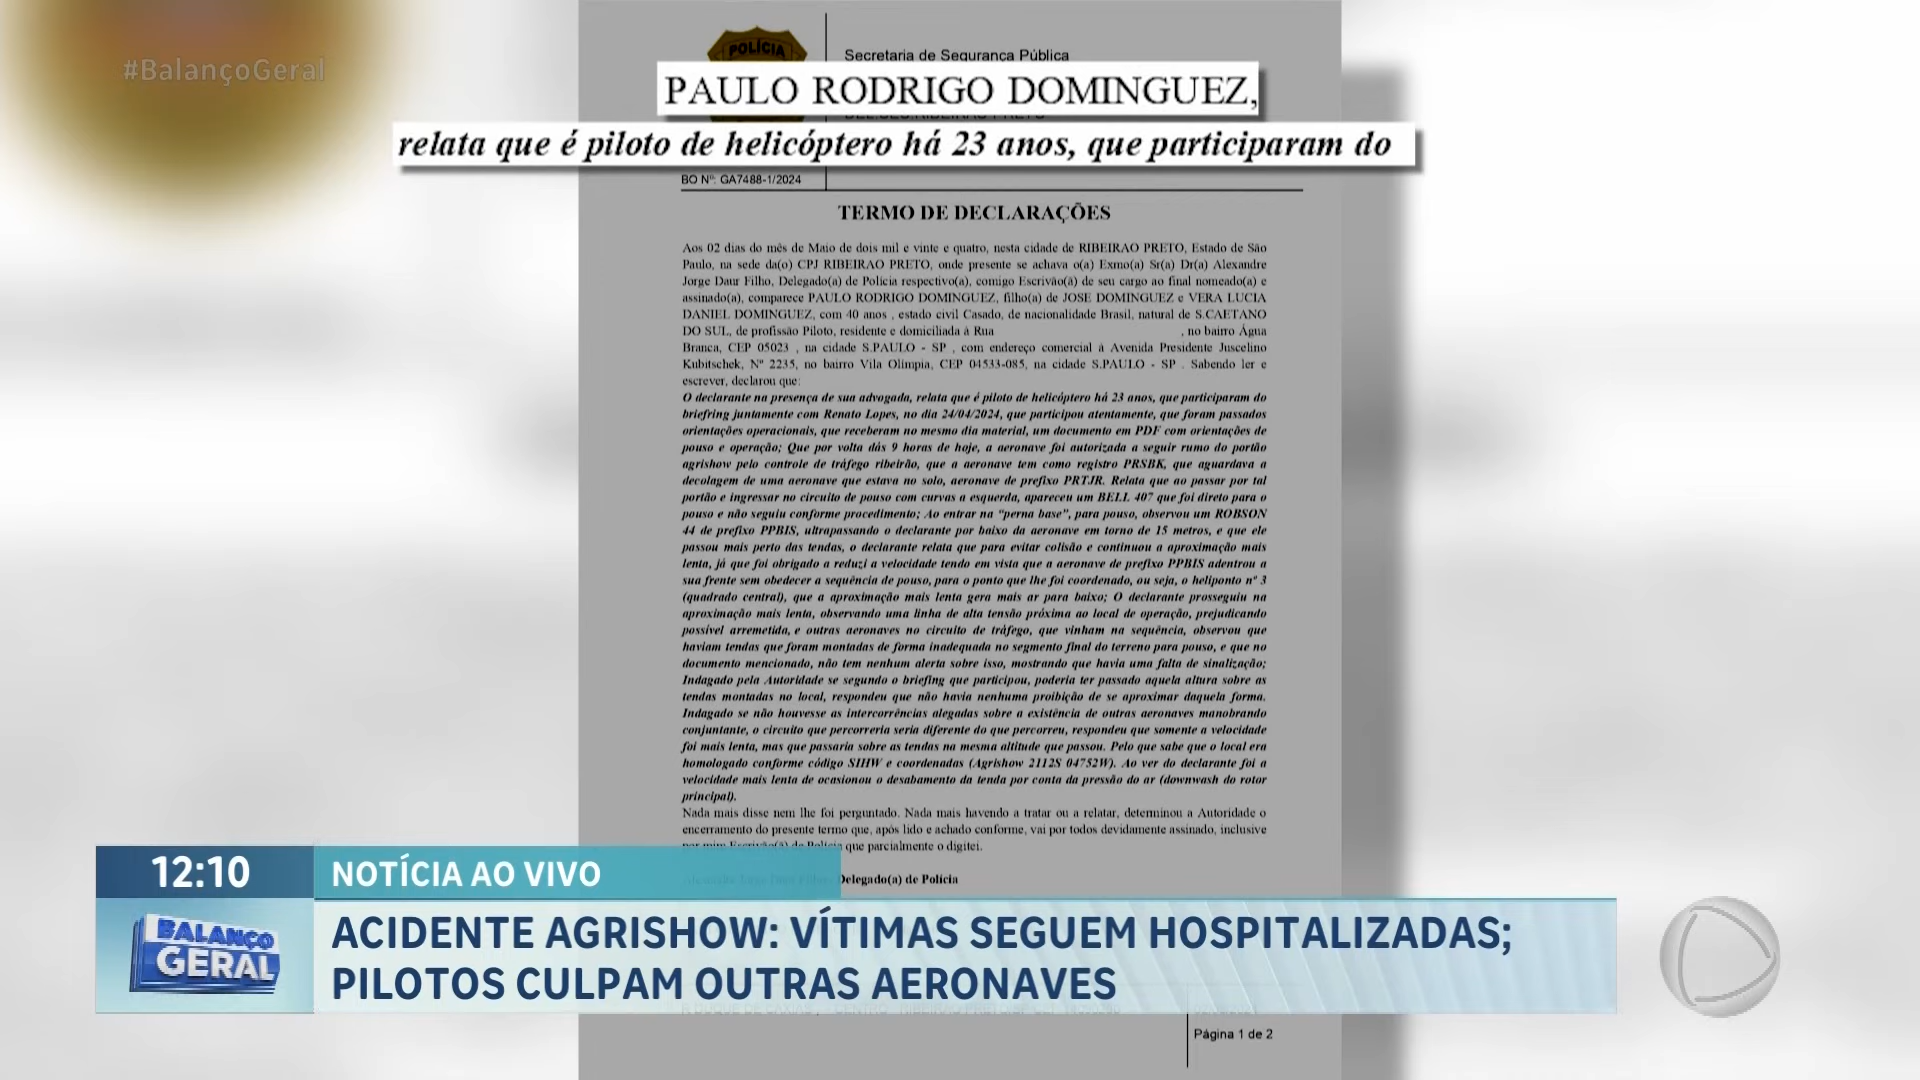 #BalançoGeral
POLÍCIA
Secretaria de Segurança Pública
PAULO RODRIGO DOMINGUEZ,
relata que é piloto de helicóptero há 23 anos, que participaram do
BO Nº: GA7488-1/2024
TERMO DE DECLARAÇÕES
Aos 02 dias do mês de Maio de dois mil e vinte e quatro, nesta cidade de RIBEIRAO PRETO, Estado de São
Paulo, na sede da(o) CPJ RIBEIRAO PRETO, onde presente se achava o(a) Exmo(a) Sr(a) Dr(a) Alexandre
Jorge Daur Filho, Delegado(a) de Polícia respectivo(a), comigo Escrivão(ã) de seu cargo ao final nomeado(a) e
assinado(a), comparece PAULO RODRIGO DOMINGUEZ, filho(a) de JOSE DOMINGUEZ e VERA LUCIA
DANIEL DOMINGUEZ, com 40 anos , estado civil Casado, de nacionalidade Brasil, natural de S.CAETANO
DO SUL, de profissão Piloto, residente e domiciliada à Rua , no bairro Água
Branca, CEP 05023 , na cidade S.PAULO - SP , com endereço comercial à Avenida Presidente Juscelino
Kubitschek, Nº 2235, no bairro Vila Olímpia, CEP 04533-085, na cidade S.PAULO - SP . Sabendo ler e
escrever, declarou que:
O declarante na presença de sua advogada, relata que é piloto de helicóptero há 23 anos, que participaram do
briefring juntamente com Renato Lopes, no dia 24/04/2024, que participou atentamente, que foram passados
orientações operacionais, que receberam no mesmo dia material, um documento em PDF com orientações de
pouso e operação; Que por volta dás 9 horas de hoje, a aeronave foi autorizada a seguir rumo do portão
agrishow pelo controle de tráfego ribeirão, que a aeronave tem como registro PRSBK, que aguardava a
decolagem de uma aeronave que estava no solo, aeronave de prefixo PRTJR. Relata que ao passar por tal
portão e ingressar no circuito de pouso com curvas a esquerda, apareceu um BELL 407 que foi direto para o
pouso e não seguiu conforme procedimento; Ao entrar na “perna base”, para pouso, observou um ROBSON
44 de prefixo PPBIS, ultrapassando o declarante por baixo da aeronave em torno de 15 metros, e que ele
passou mais perto das tendas, o declarante relata que para evitar colisão e continuou a aproximação mais
lenta, já que foi obrigado a reduzi a velocidade tendo em vista que a aeronave de prefixo PPBIS adentrou a
sua frente sem obedecer a sequência de pouso, para o ponto que lhe foi coordenado, ou seja, o heliponto nº 3
(quadrado central), que a aproximação mais lenta gera mais ar para baixo; O declarante prosseguiu na
aproximação mais lenta, observando uma linha de alta tensão próxima ao local de operação, prejudicando
possível arremetida, e outras aeronaves no circuito de tráfego, que vinham na sequência, observou que
haviam tendas que foram montadas de forma inadequada no segmento final do terreno para pouso, e que no
documento mencionado, não tem nenhum alerta sobre isso, mostrando que havia uma falta de sinalização;
Indagado pela Autoridade se segundo o briefing que participou, poderia ter passado aquela altura sobre as
tendas montadas no local, respondeu que não havia nenhuma proibição de se aproximar daquela forma.
Indagado se não houvesse as intercorrências alegadas sobre a existência de outras aeronaves manobrando
conjuntante, o circuito que percorreria seria diferente do que percorreu, respondeu que somente a velocidade
foi mais lenta, mas que passaria sobre as tendas na mesma altitude que passou. Pelo que sabe que o local era
homologado conforme código SIHW e coordenadas (Agrishow 2112S 04752W). Ao ver do declarante foi a
velocidade mais lenta de ocasionou o desabamento da tenda por conta da pressão do ar (downwash do rotor
principal).
Nada mais disse nem lhe foi perguntado. Nada mais havendo a tratar ou a relatar, determinou a Autoridade o
encerramento do presente termo que, após lido e achado conforme, vai por todos devidamente assinado, inclusive
por mim Escrivão(ã) de Polícia que parcialmente o digitei.
Delegado(a) de Polícia
12:10
NOTÍCIA AO VIVO
BALANÇO
GERAL
ACIDENTE AGRISHOW: VÍTIMAS SEGUEM HOSPITALIZADAS;
PILOTOS CULPAM OUTRAS AERONAVES
Página 1 de 2